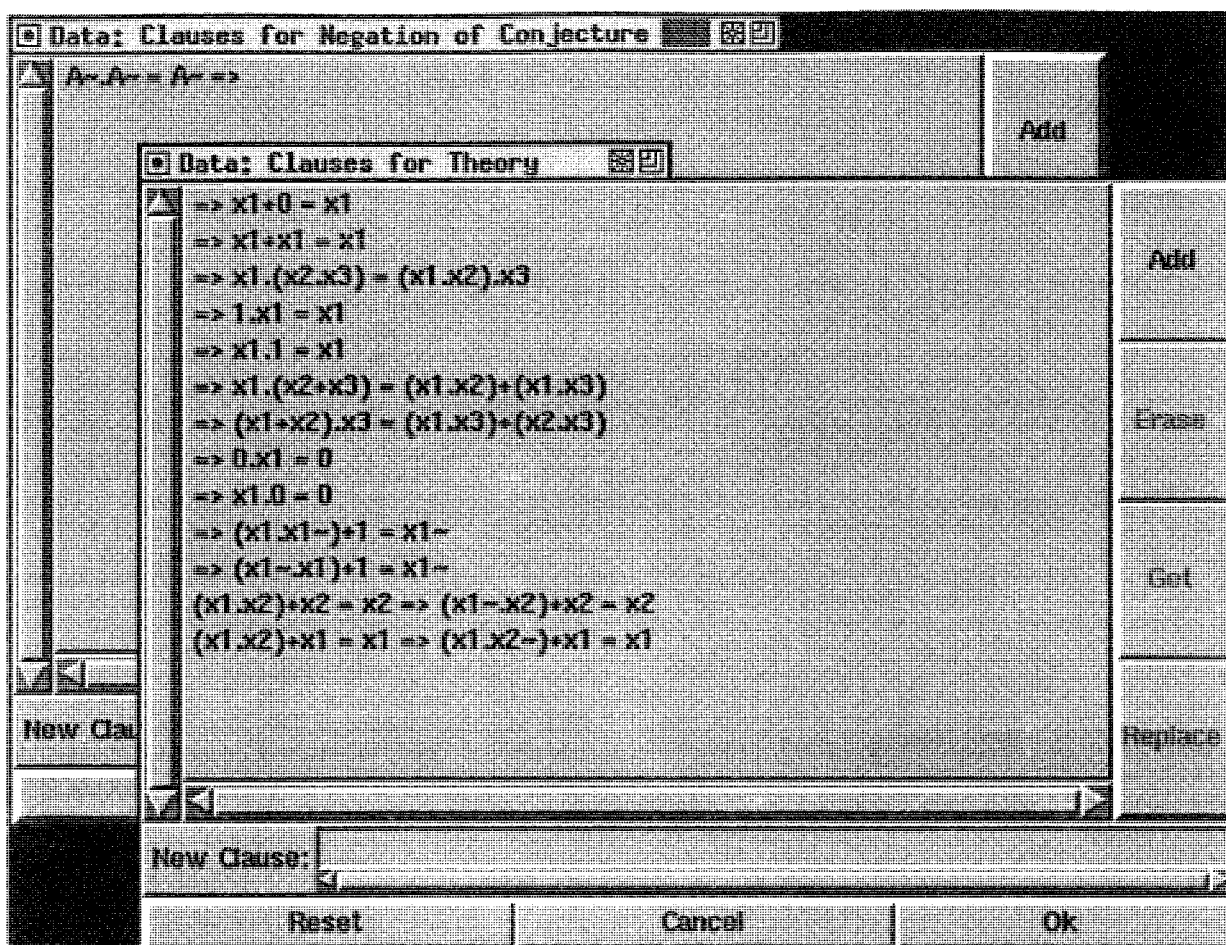 Data: Clauses for Negation of Conjecture
A~.A~ = A~ =>
Add
Data: Clauses for Theory
=> x1+0 = x1
=> x1+x1 = x1
=> x1.(x2.x3) = (x1.x2).x3
=> 1.x1 = x1
=> x1.1 = x1
=> x1.(x2+x3) = (x1.x2)+(x1.x3)
=> (x1+x2).x3 = (x1.x3)+(x2.x3)
=> 0.x1 = 0
=> x1.0 = 0
=> (x1.x1~)+1 = x1~
=> (x1~.x1)+1 = x1~
(x1.x2)+x2 = x2 => (x1~.x2)+x2 = x2
(x1.x2)+x1 = x1 => (x1.x2~)+x1 = x1
Add
Erase
Get
Replace
New Clau
New Clause:
Reset Cancel Ok